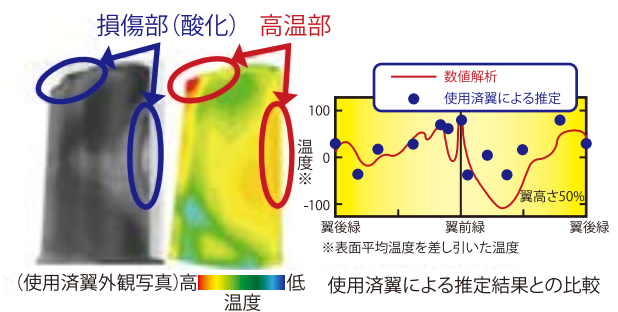 損傷部（酸化） 高温部
数値解析
使用済翼による推定
100
0
-100
温度※
翼高さ50%
翼後縁 翼前縁 翼後縁
※表面平均温度を差し引いた温度
（使用済翼外観写真）高 低
温度
使用済翼による推定結果との比較